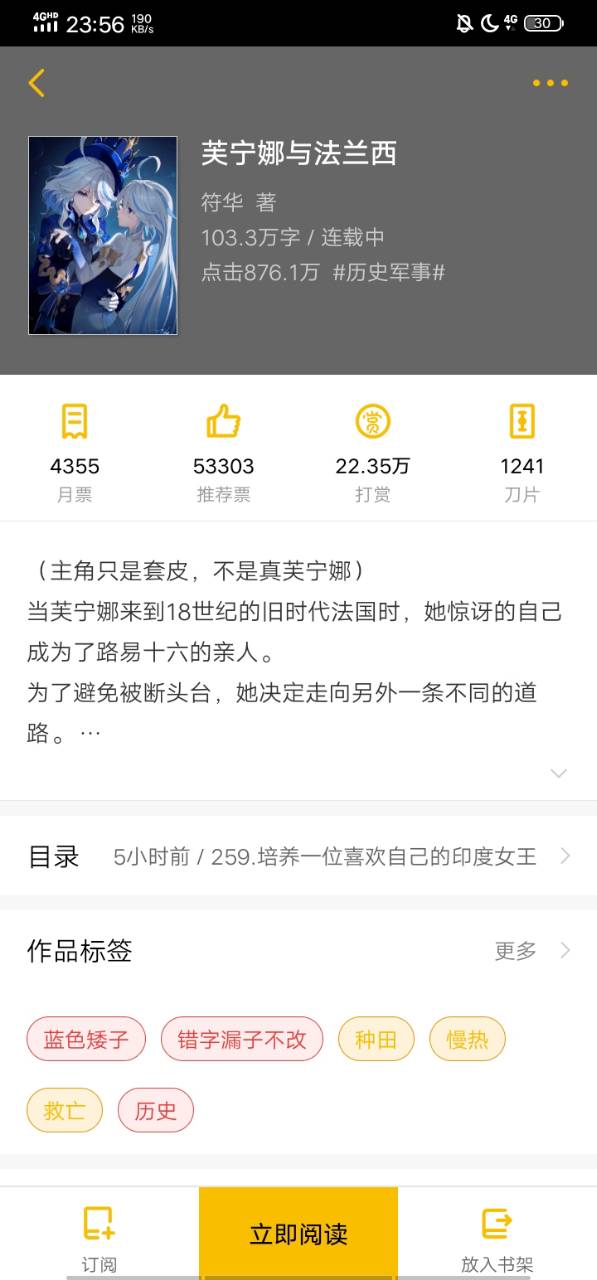 4GHD 23:56 190 KB/s 4G 30
芙宁娜与法兰西
符华 著
103.3万字 / 连载中
点击876.1万 #历史军事#
赏
4355 53303 22.35万 1241
月票 推荐票 打赏 刀片
（主角只是套皮，不是真芙宁娜）
当芙宁娜来到18世纪的旧时代法国时，她惊讶的自己
成为了路易十六的亲人。
为了避免被断头台，她决定走向另外一条不同的道
路。…
目录 5小时前 / 259.培养一位喜欢自己的印度女王
作品标签 更多
蓝色矮子 错字漏子不改 种田 慢热
救亡 历史
订阅 立即阅读 放入书架